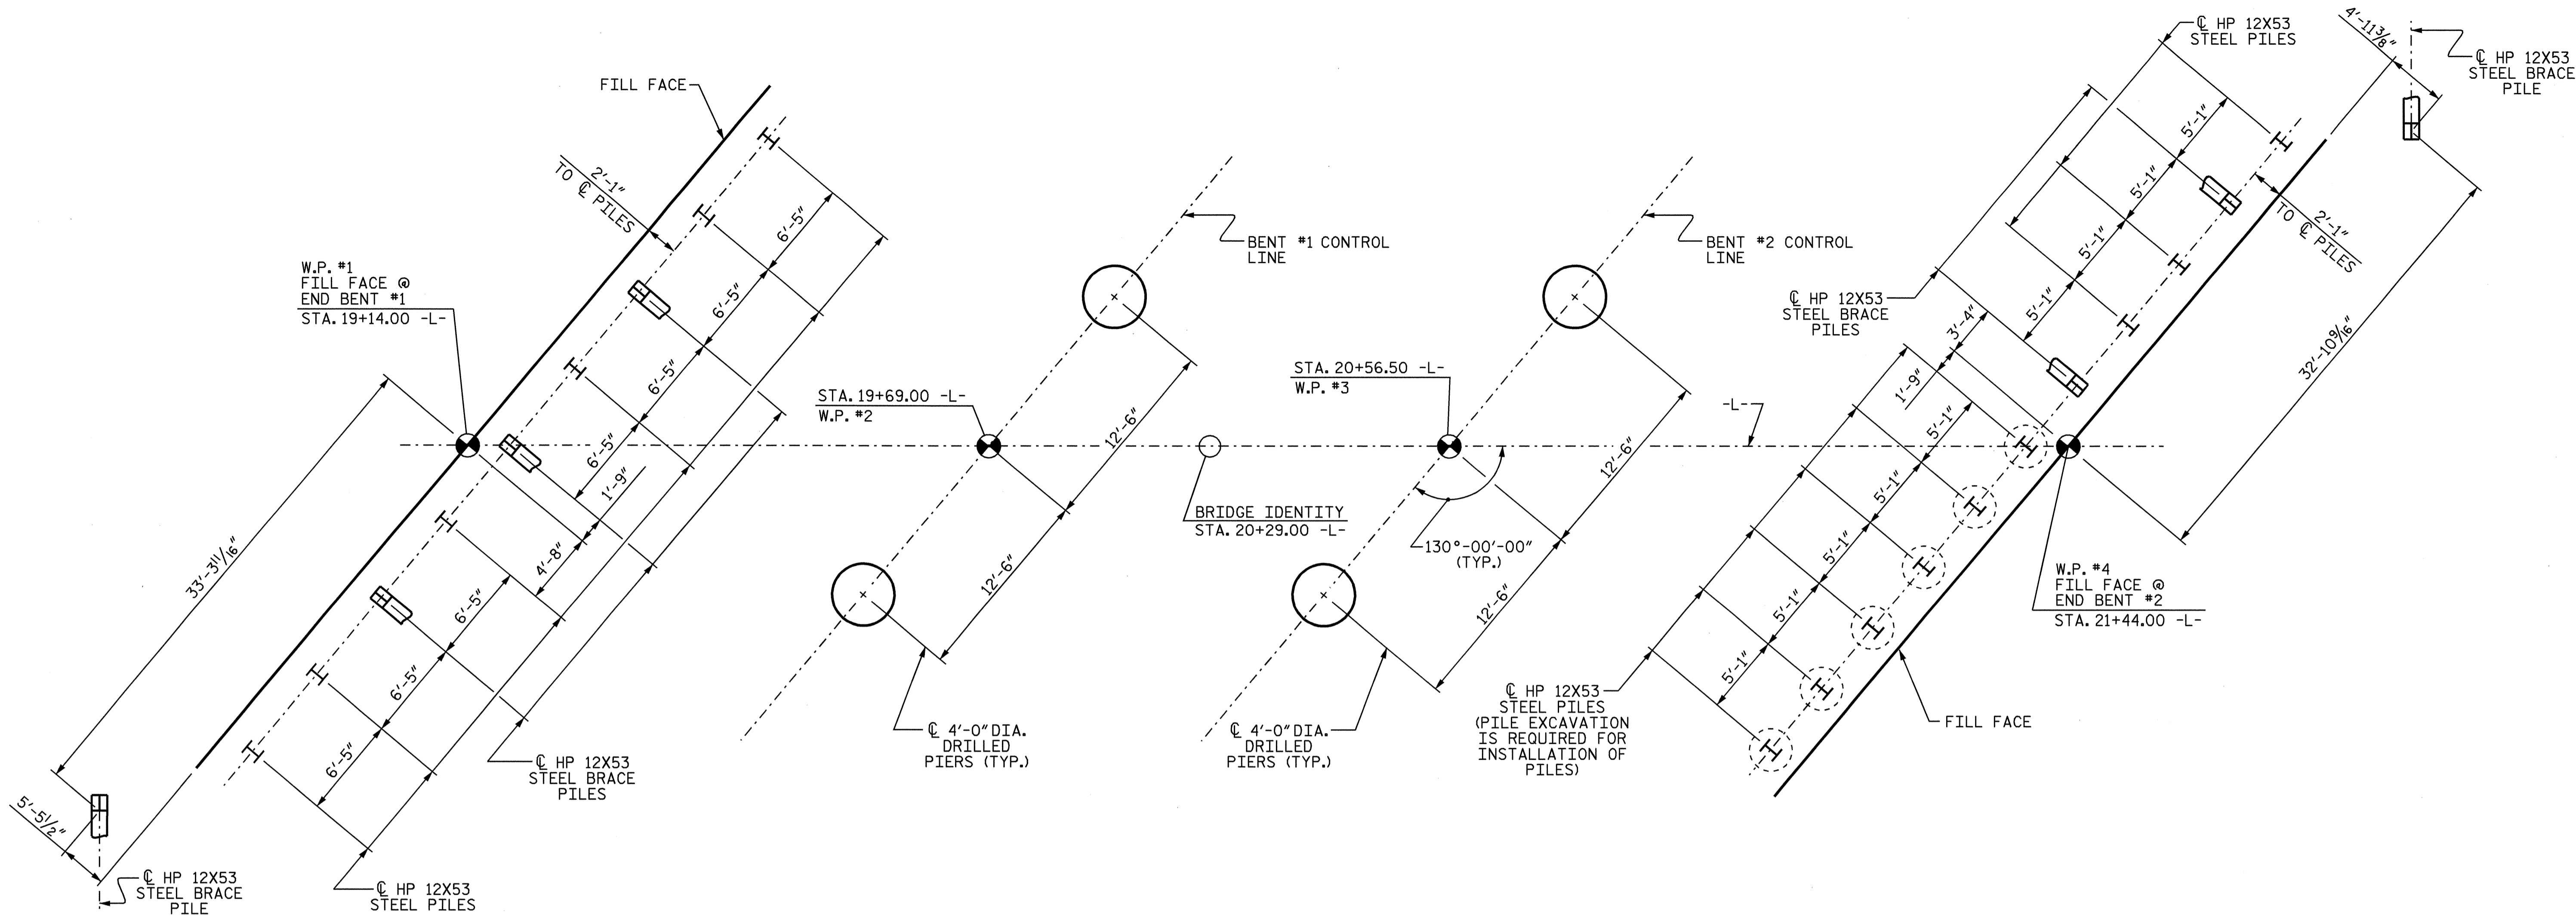 FILL FACE
2'-1"
TO ℄ PILES
W.P. #1
FILL FACE @
END BENT #1
STA. 19+14.00 -L-
6'-5"
6'-5"
6'-5"
6'-5"
1'-9"
4'-8"
6'-5"
6'-5"
6'-5"
33'-3 11/16"
5'-5 1/2"
℄ HP 12X53
STEEL BRACE
PILE
℄ HP 12X53
STEEL PILES
℄ HP 12X53
STEEL BRACE
PILES
BENT #1 CONTROL
LINE
STA. 19+69.00 -L-
W.P. #2
12'-6"
12'-6"
℄ 4'-0" DIA.
DRILLED
PIERS (TYP.)
BRIDGE IDENTITY
STA. 20+29.00 -L-
BENT #2 CONTROL
LINE
STA. 20+56.50 -L-
W.P. #3
130°-00'-00"
(TYP.)
12'-6"
12'-6"
℄ 4'-0" DIA.
DRILLED
PIERS (TYP.)
-L-
℄ HP 12X53
STEEL PILES
℄ HP 12X53
STEEL BRACE
PILES
5'-1"
5'-1"
5'-1"
5'-1"
3'-4"
1'-9"
5'-1"
5'-1"
5'-1"
5'-1"
5'-1"
℄ HP 12X53
STEEL PILES
(PILE EXCAVATION
IS REQUIRED FOR
INSTALLATION OF
PILES)
2'-1"
TO ℄ PILES
4'-11 3/8"
℄ HP 12X53
STEEL BRACE
PILE
32'-10 9/16"
W.P. #4
FILL FACE @
END BENT #2
STA. 21+44.00 -L-
FILL FACE